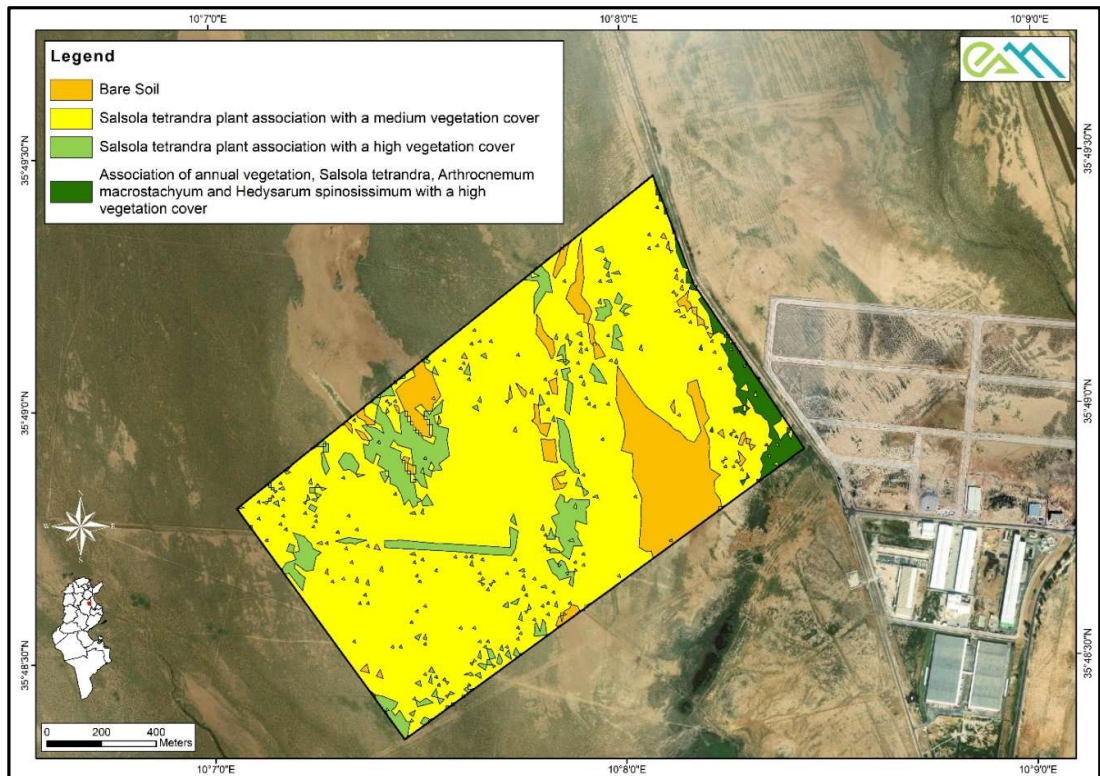 10°7'0"E 10°8'0"E 10°9'0"E
Legend
Bare Soil
Salsola tetrandra plant association with a medium vegetation cover
Salsola tetrandra plant association with a high vegetation cover
Association of annual vegetation, Salsola tetrandra, Arthrocnemum
macrostachyum and Hedysarum spinosissimum with a high
vegetation cover
35°49'30"N 35°49'30"N
35°49'0"N 35°49'0"N
N
W E
S
35°48'30"N 35°48'30"N
0 200 400
Meters
10°7'0"E 10°8'0"E 10°9'0"E